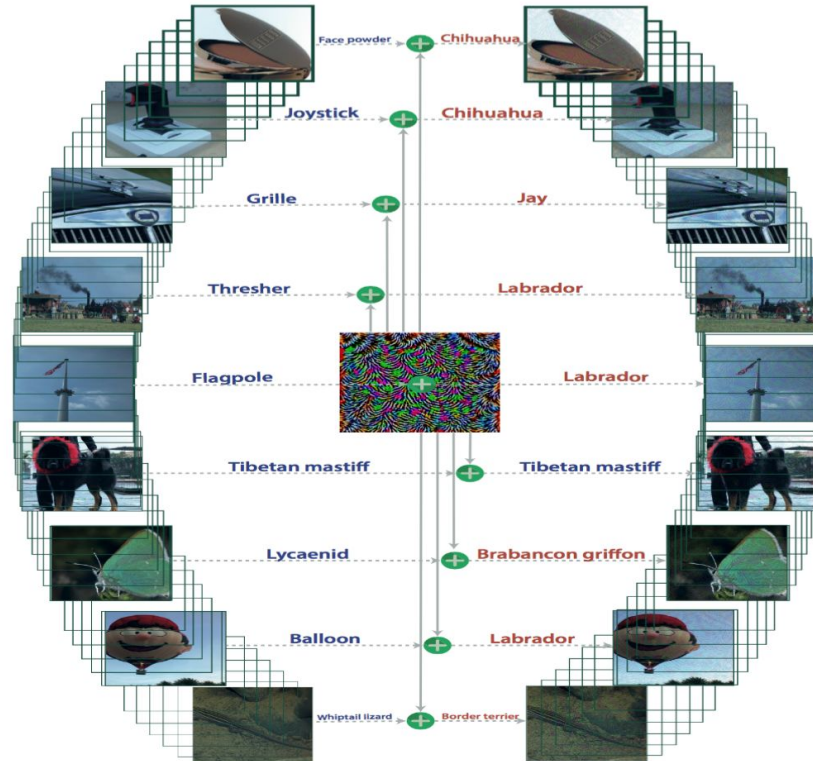 Face powder Chihuahua
Joystick Chihuahua
Grille Jay
Thresher Labrador
Flagpole Labrador
Tibetan mastiff Tibetan mastiff
Lycaenid Brabancon griffon
Balloon Labrador
Whiptail lizard Border terrier